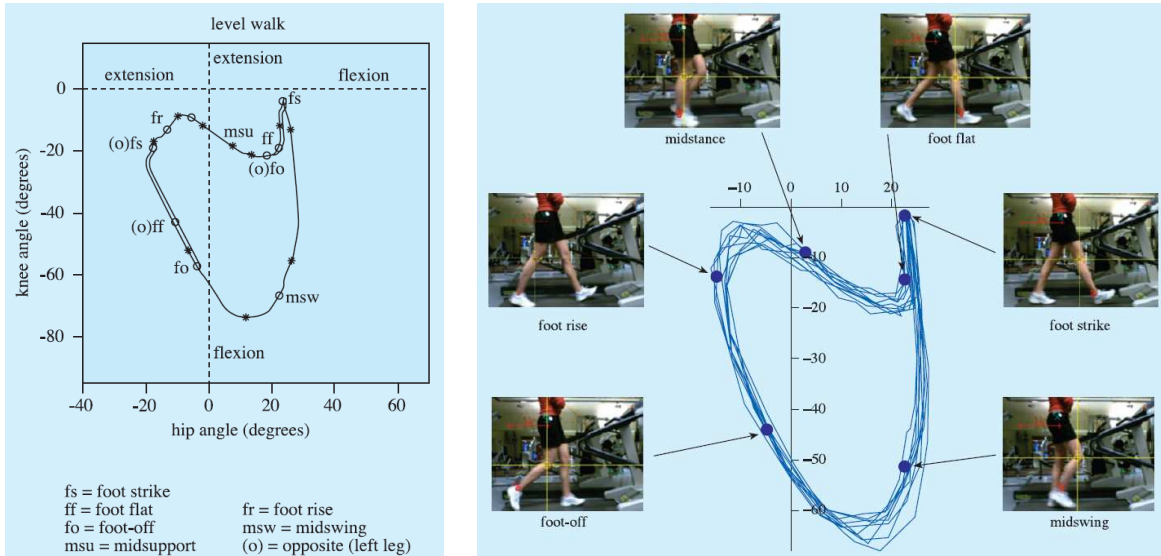 level walk
extension
extension
flexion
0
fs
fr
msu
ff
(o)fs
-20
(o)fo
(o)ff
-40
knee angle (degrees)
fo
-60
msw
-80
flexion
-40
-20
0
20
40
60
hip angle (degrees)
fs = foot strike
ff = foot flat
fo = foot-off
msu = midsupport
fr = foot rise
msw = midswing
(o) = opposite (left leg)
midstance
foot flat
−10
0
10
20
−10
foot rise
−20
foot strike
−30
−40
−50
−60
foot-off
midswing